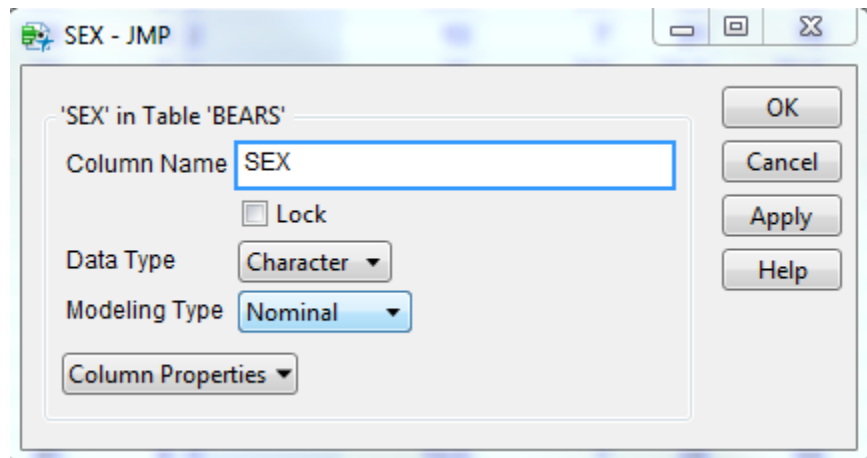 SEX - JMP
'SEX' in Table 'BEARS'
Column Name SEX
Lock
Data Type Character
Modeling Type Nominal
Column Properties
OK
Cancel
Apply
Help